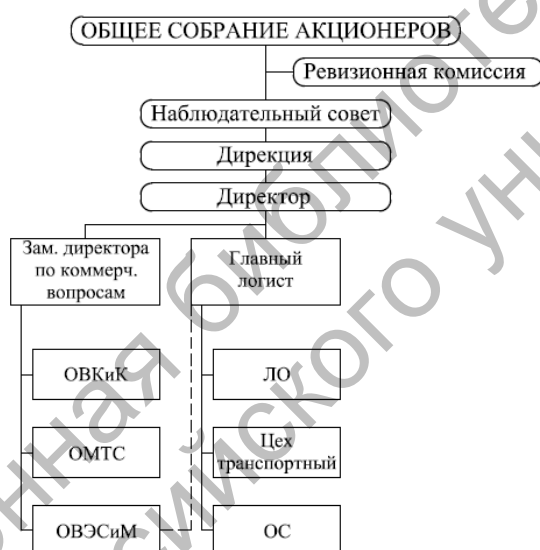 ОБЩЕЕ СОБРАНИЕ АКЦИОНЕРОВ
Ревизионная комиссия
Наблюдательный совет
Дирекция
Директор
Зам. директора
по коммерч.
вопросам
Главный
логист
ОВКиК
ЛО
ОМТС
Цех
транспортный
ОВЭСиМ
ОС